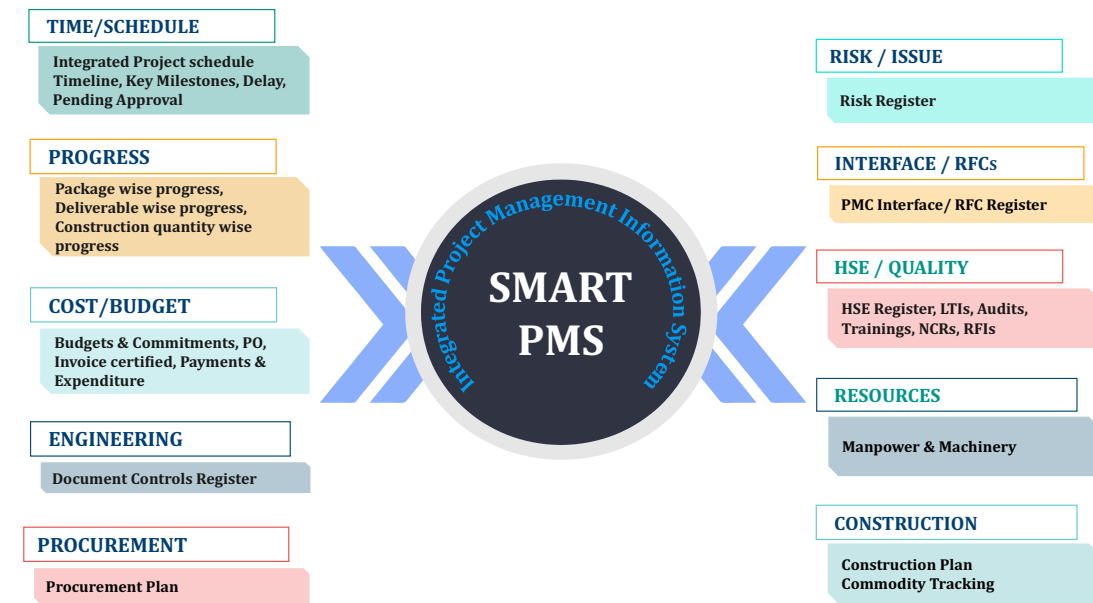 TIME/SCHEDULE
Integrated Project schedule
Timeline, Key Milestones, Delay,
Pending Approval
PROGRESS
Package wise progress,
Deliverable wise progress,
Construction quantity wise
progress
COST/BUDGET
Budgets & Commitments, PO,
Invoice certified, Payments &
Expenditure
ENGINEERING
Document Controls Register
PROCUREMENT
Procurement Plan
Integrated Project Management Information System
SMART
PMS
RISK / ISSUE
Risk Register
INTERFACE / RFCs
PMC Interface/ RFC Register
HSE / QUALITY
HSE Register, LTIs, Audits,
Trainings, NCRs, RFIs
RESOURCES
Manpower & Machinery
CONSTRUCTION
Construction Plan
Commodity Tracking